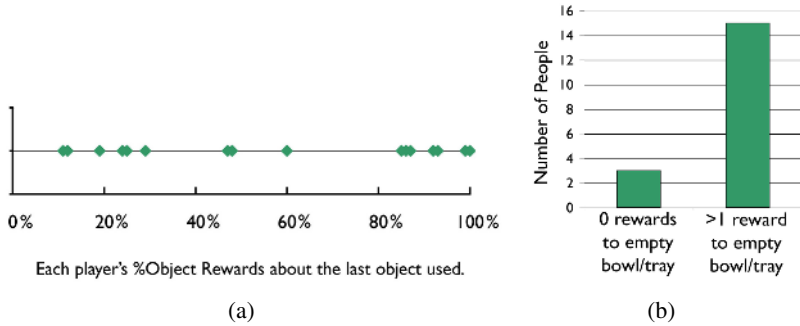 0% 20% 40% 60% 80% 100%
Each player's %Object Rewards about the last object used.
(a)
Number of People
16
14
12
10
8
6
4
2
0
0 rewards
to empty
bowl/tray
>1 reward
to empty
bowl/tray
(b)